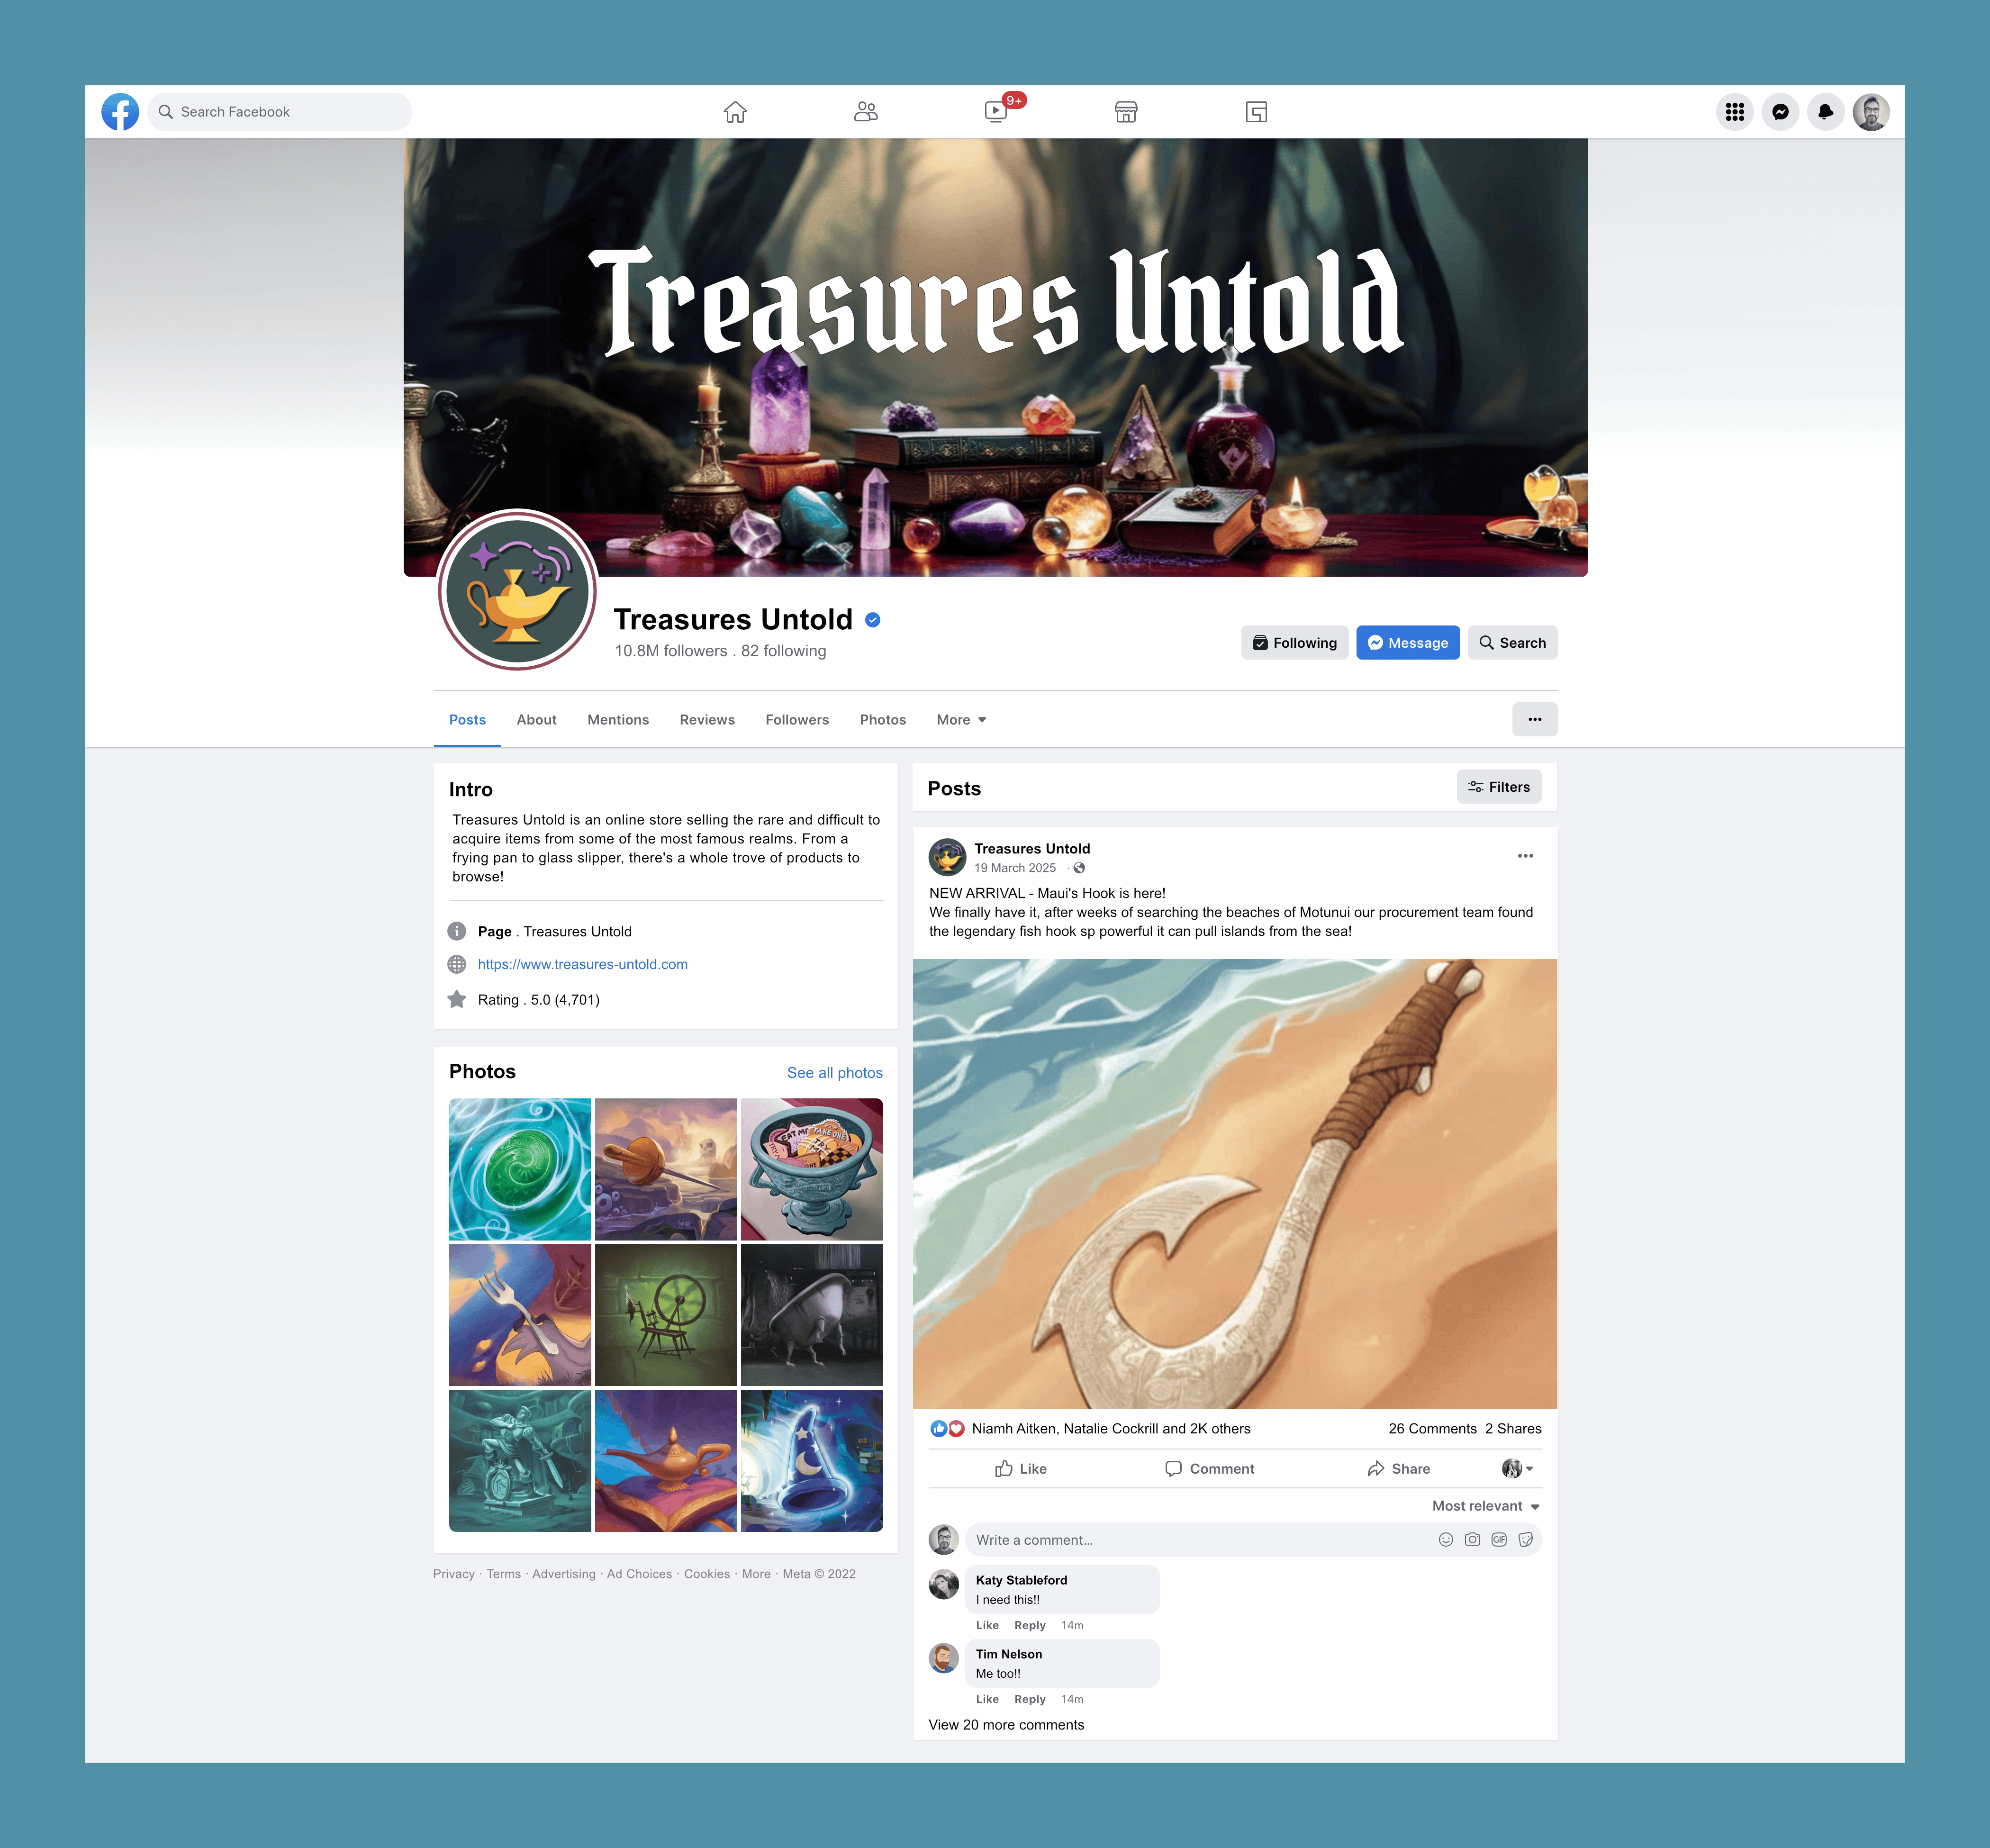 Search Facebook
9+
Treasures Untold
Treasures Untold
10.8M followers . 82 following
Following
Message
Search
Posts
About
Mentions
Reviews
Followers
Photos
More
Intro
Treasures Untold is an online store selling the rare and difficult to
acquire items from some of the most famous realms. From a
frying pan to glass slipper, there's a whole trove of products to
browse!
Page . Treasures Untold
https://www.treasures-untold.com
Rating . 5.0 (4,701)
Photos
See all photos
EAT ME
TAKE ONE
TRY
Privacy · Terms · Advertising · Ad Choices · Cookies · More · Meta © 2022
Posts
Filters
Treasures Untold
19 March 2025 ·
NEW ARRIVAL - Maui's Hook is here!
We finally have it, after weeks of searching the beaches of Motunui our procurement team found
the legendary fish hook sp powerful it can pull islands from the sea!
Niamh Aitken, Natalie Cockrill and 2K others
26 Comments 2 Shares
Like
Comment
Share
Most relevant
Write a comment...
GIF
Katy Stableford
I need this!!
Like Reply 14m
Tim Nelson
Me too!!
Like Reply 14m
View 20 more comments